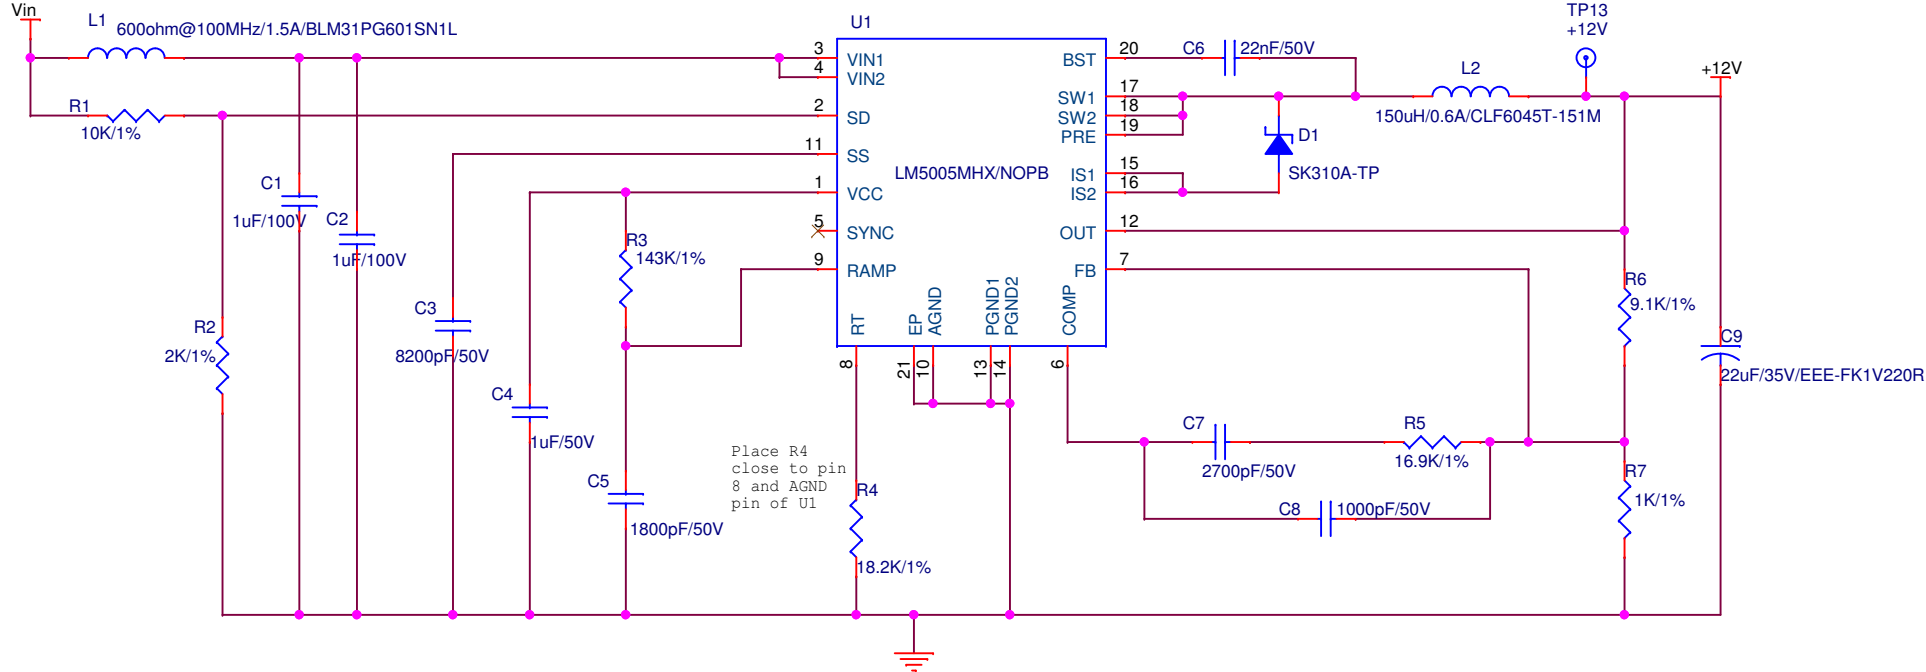 Vin
L1
600ohm@100MHz/1.5A/BLM31PG601SN1L
R1
10K/1%
C1
1uF/100V
C2
1uF/100V
R2
2K/1%
C3
8200pF/50V
C4
1uF/50V
R3
143K/1%
C5
1800pF/50V
Place R4
close to pin
8 and AGND
pin of U1
R4
18.2K/1%
U1
LM5005MHX/NOPB
3
VIN1
4
VIN2
2
SD
11
SS
1
VCC
5
SYNC
9
RAMP
8
RT
21
EP
10
AGND
13
PGND1
14
PGND2
6
COMP
BST
20
SW1
17
SW2
18
PRE
19
IS1
15
IS2
16
OUT
12
FB
7
C6
22nF/50V
D1
SK310A-TP
L2
150uH/0.6A/CLF6045T-151M
TP13
+12V
+12V
R6
9.1K/1%
C9
22uF/35V/EEE-FK1V220R
C7
2700pF/50V
R5
16.9K/1%
C8
1000pF/50V
R7
1K/1%